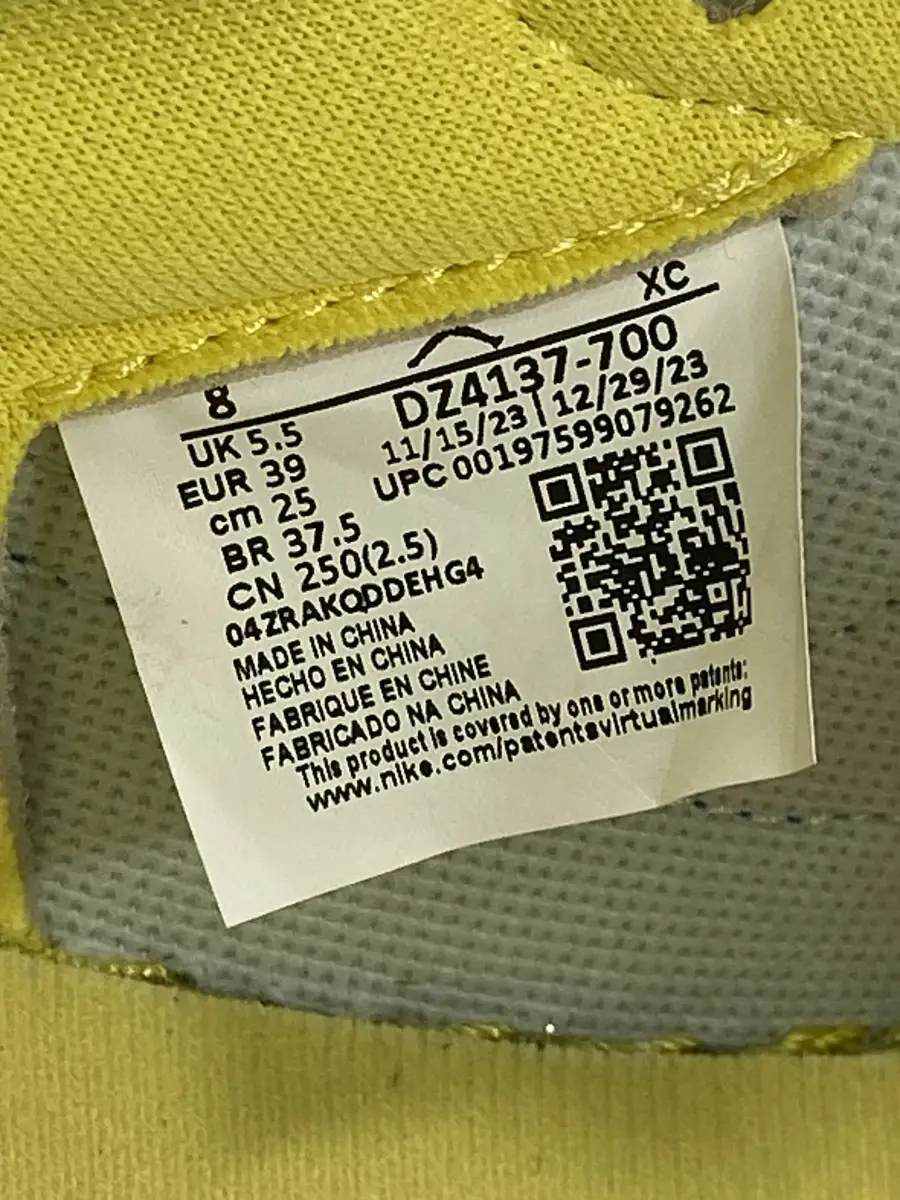 XC
8
DZ4137-700
11/15/23 | 12/29/23
UPC 00197599079262
UK 5.5
EUR 39
cm 25
BR 37.5
CN 250(2.5)
04ZRAKQDDEHG4
MADE IN CHINA
HECHO EN CHINA
FABRIQUE EN CHINE
FABRICADO NA CHINA
This product is covered by one or more patents:
www.nike.com/patentsvirtualmarking